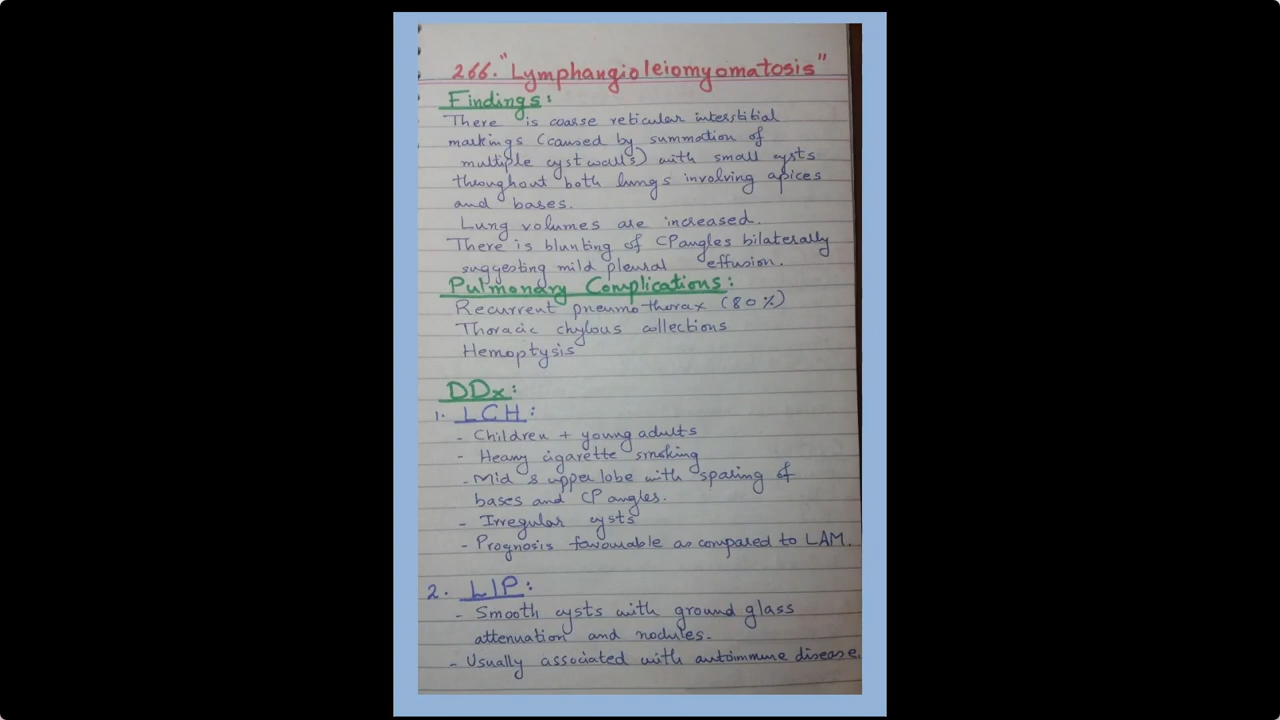 266. "Lymphangioleiomyomatosis"
Findings:
There is coarse reticular interstitial
markings (caused by summation of
multiple cyst walls) with small cysts
throughout both lungs involving apices
and bases.
Lung volumes are increased.
There is blunting of CP angles bilaterally
suggesting mild pleural effusion.
Pulmonary Complications:
Recurrent pneumothorax (80%)
Thoracic chylous collections
Hemoptysis
DDx:
1. LCH:
- Children + young adults
- Heavy cigarette smoking
- Mid & upper lobe with sparing of
bases and CP angles.
- Irregular cysts
- Prognosis favourable as compared to LAM.
2. LIP:
- Smooth cysts with ground glass
attenuation and nodules.
- Usually associated with autoimmune disease.